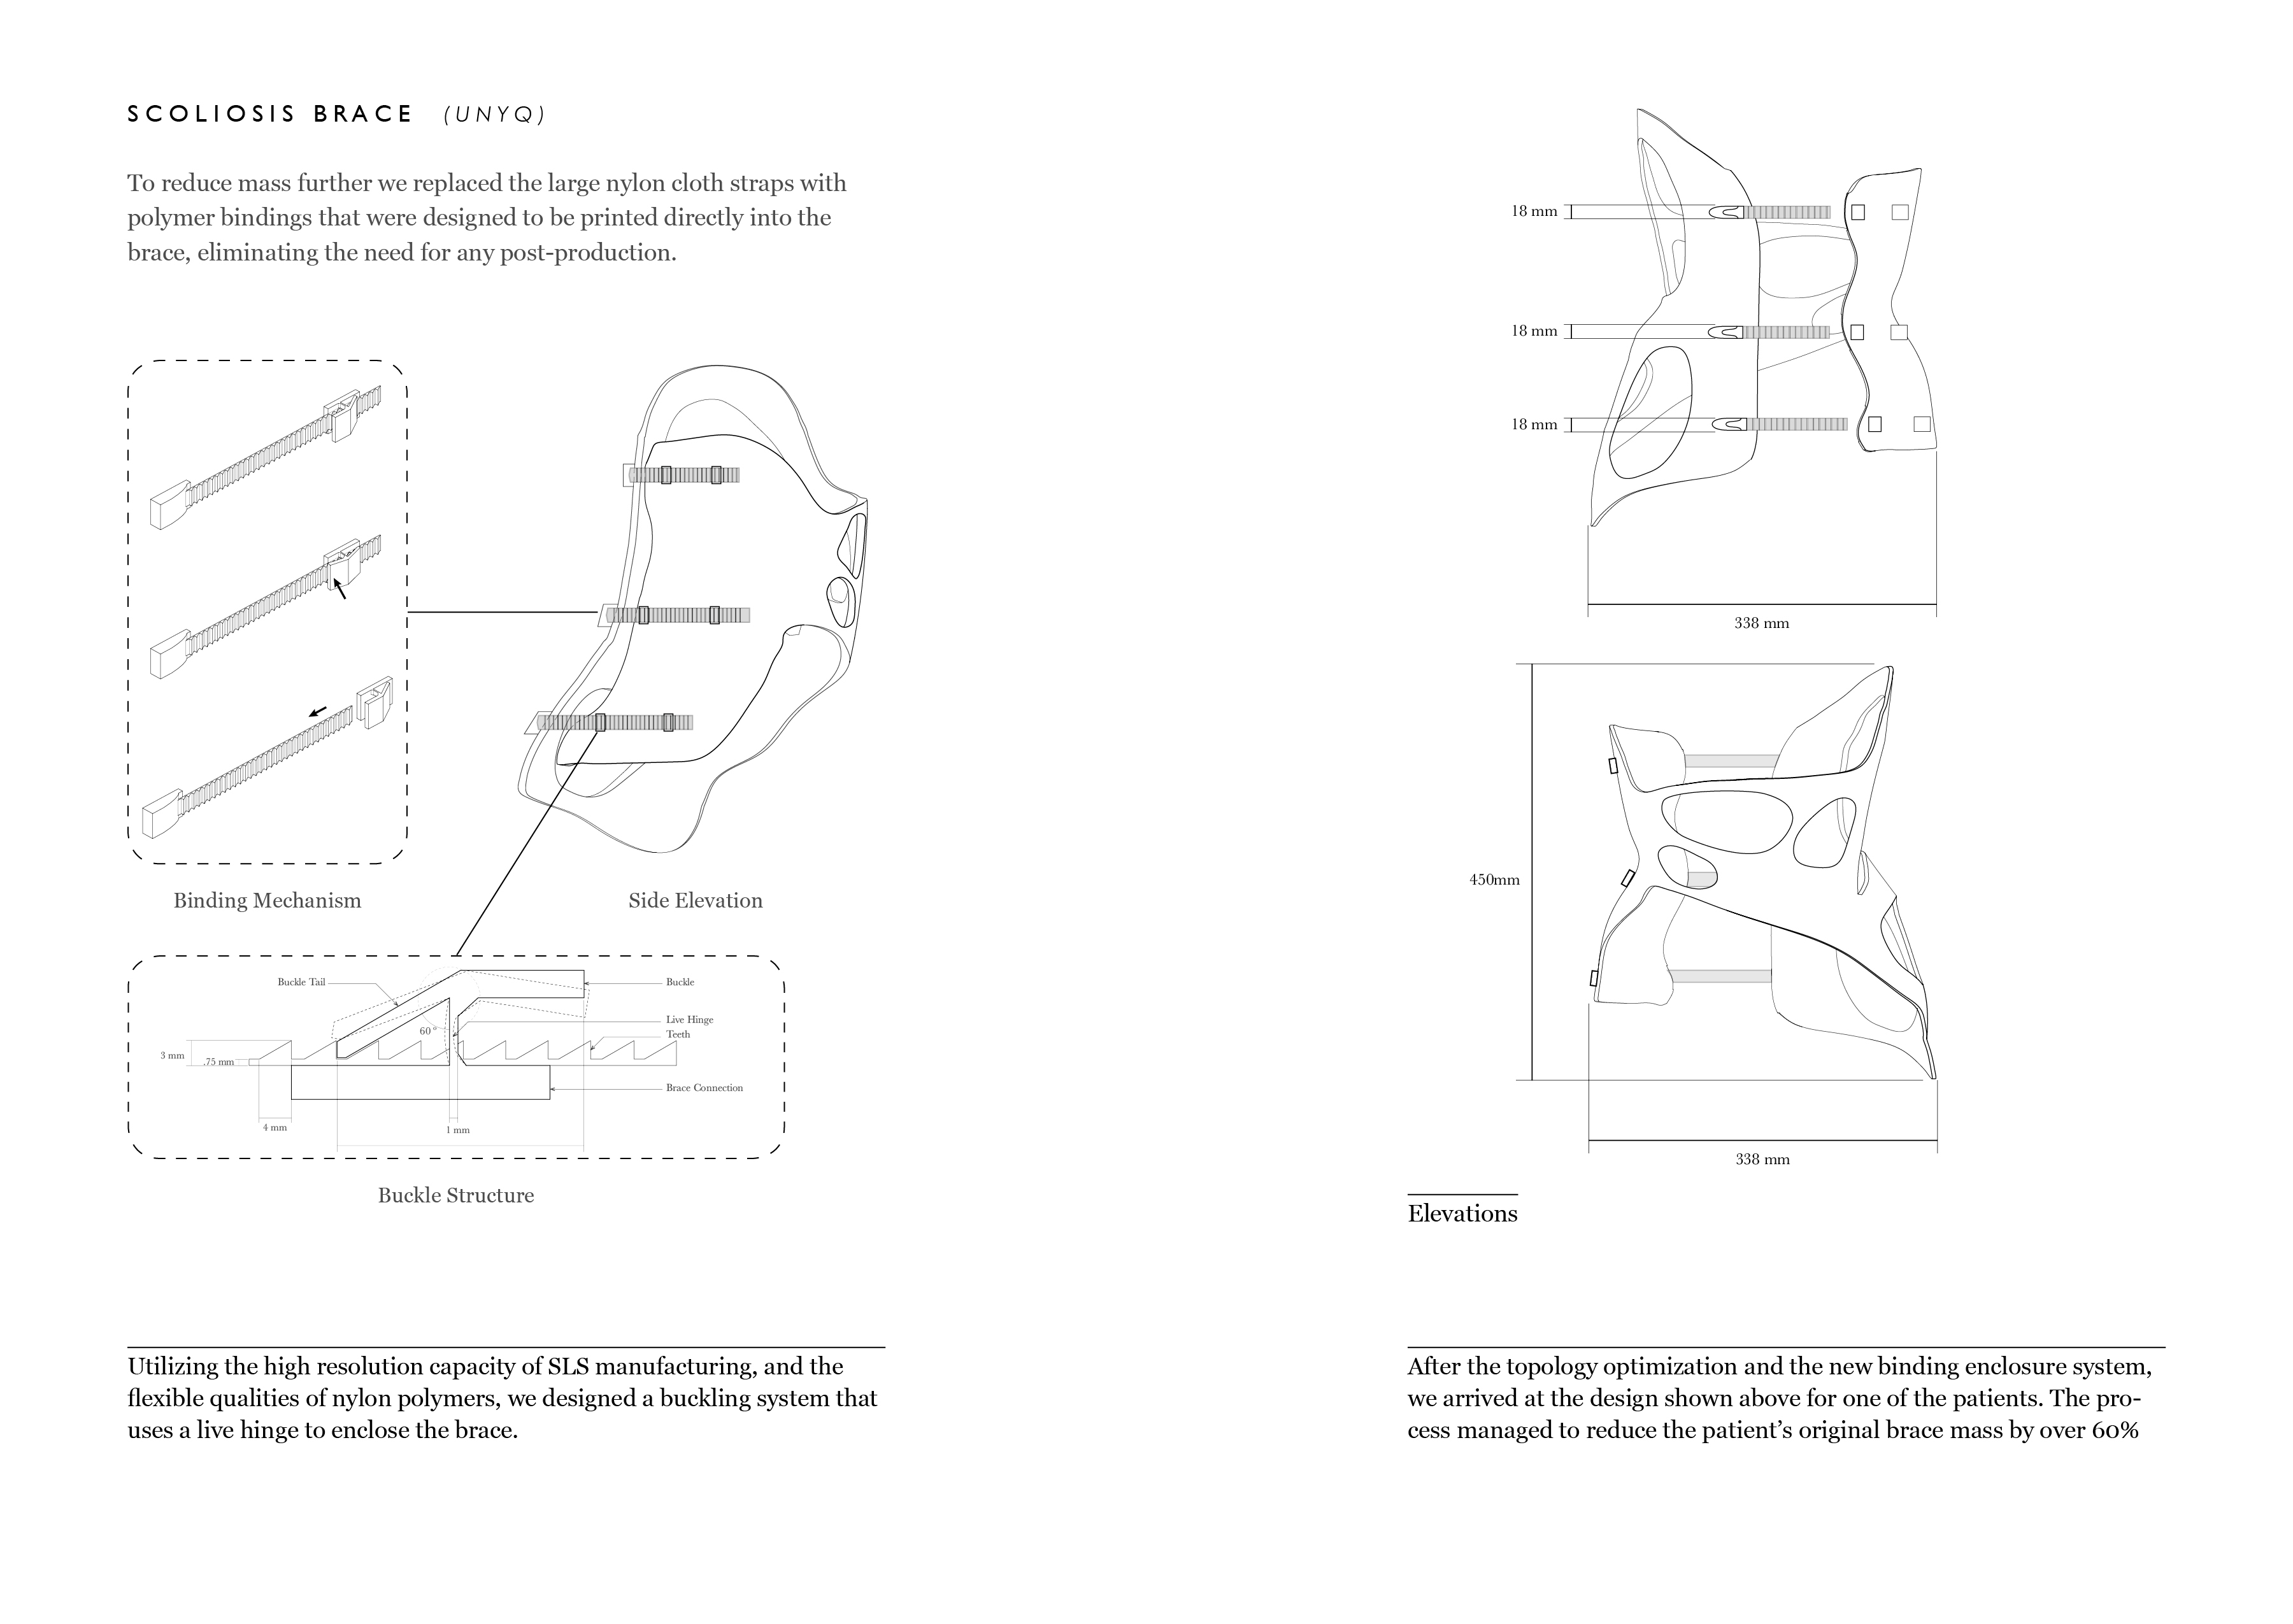 SCOLIOSIS BRACE (UNYQ)
To reduce mass further we replaced the large nylon cloth straps with
polymer bindings that were designed to be printed directly into the
brace, eliminating the need for any post-production.
Binding Mechanism
Side Elevation
Buckle Tail
Buckle
60 °
Live Hinge
Teeth
3 mm
.75 mm
Brace Connection
4 mm
1 mm
Buckle Structure
Utilizing the high resolution capacity of SLS manufacturing, and the
flexible qualities of nylon polymers, we designed a buckling system that
uses a live hinge to enclose the brace.
18 mm
18 mm
18 mm
338 mm
450mm
338 mm
Elevations
After the topology optimization and the new binding enclosure system,
we arrived at the design shown above for one of the patients. The pro-
cess managed to reduce the patient’s original brace mass by over 60%